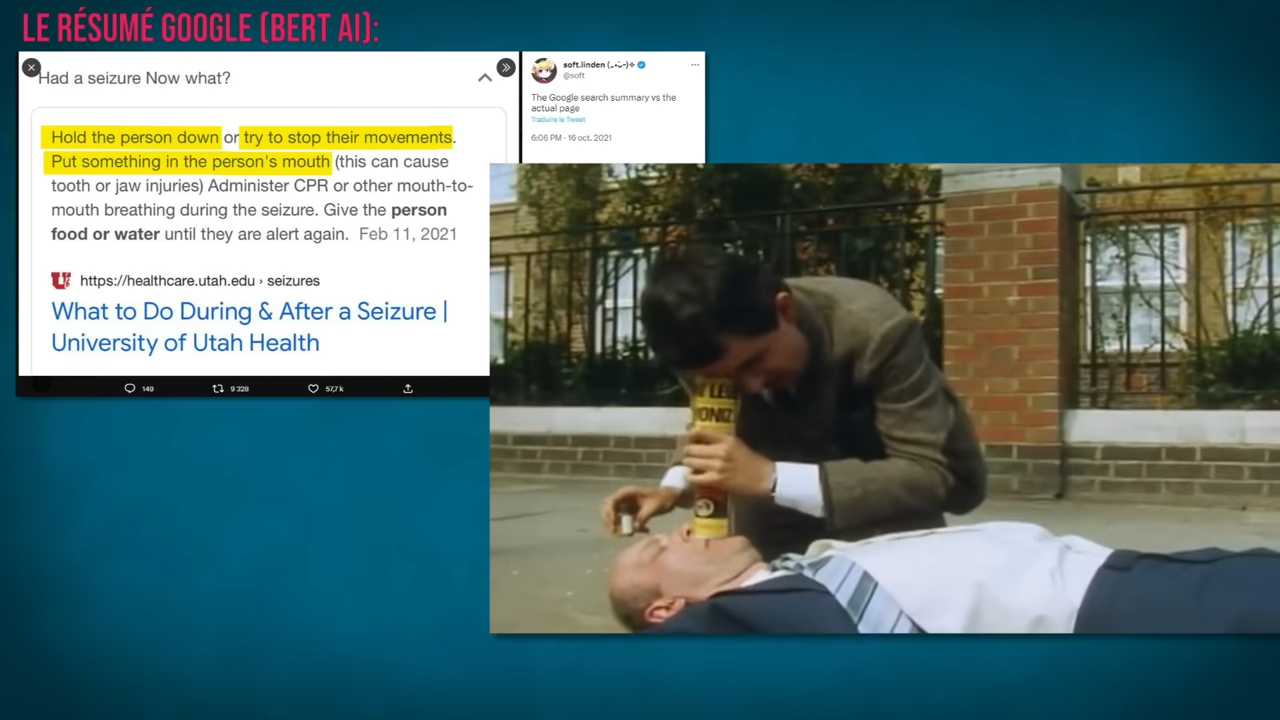 LE RÉSUMÉ GOOGLE (BERT AI):
Had a seizure Now what?
Hold the person down or try to stop their movements.
Put something in the person's mouth (this can cause
tooth or jaw injuries) Administer CPR or other mouth-to-
mouth breathing during the seizure. Give the person
food or water until they are alert again. Feb 11, 2021
https://healthcare.utah.edu › seizures
What to Do During & After a Seizure |
University of Utah Health
149 9 328 57,7 k
soft.linden
@soft
The Google search summary vs the
actual page
Traduire le Tweet
6:06 PM · 16 oct. 2021